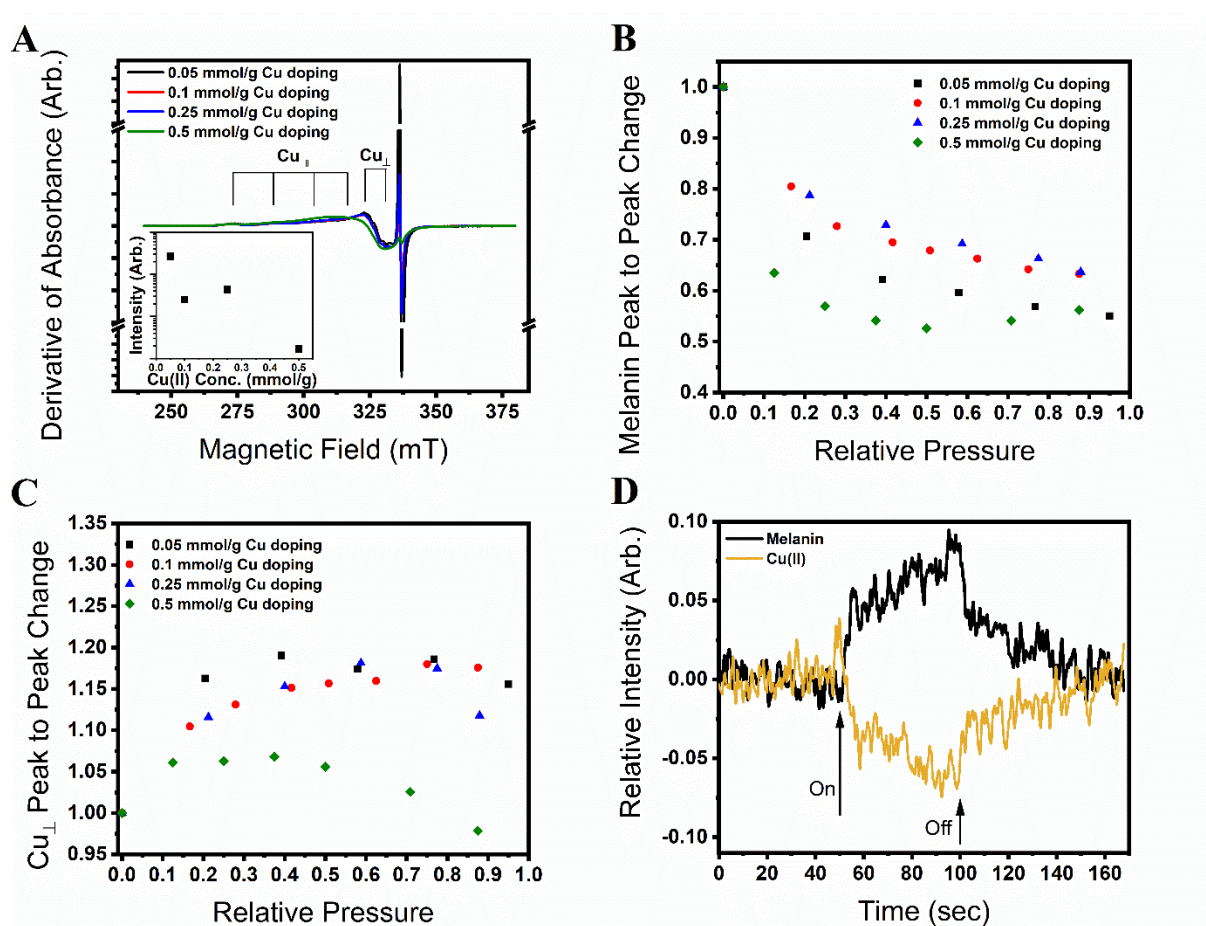 A
Derivative of Absorbance (Arb.)
0.05 mmol/g Cu doping
0.1 mmol/g Cu doping
0.25 mmol/g Cu doping
0.5 mmol/g Cu doping
Cu ∥
Cu⊥
Intensity (Arb.)
0.0 0.1 0.2 0.3 0.4 0.5
Cu(II) Conc. (mmol/g)
250 275 300 325 350 375
Magnetic Field (mT)
B
Melanin Peak to Peak Change
1.0
0.9
0.8
0.7
0.6
0.5
0.4
0.05 mmol/g Cu doping
0.1 mmol/g Cu doping
0.25 mmol/g Cu doping
0.5 mmol/g Cu doping
0.0 0.1 0.2 0.3 0.4 0.5 0.6 0.7 0.8 0.9 1.0
Relative Pressure
C
Cu⊥ Peak to Peak Change
1.35
1.30
1.25
1.20
1.15
1.10
1.05
1.00
0.95
0.05 mmol/g Cu doping
0.1 mmol/g Cu doping
0.25 mmol/g Cu doping
0.5 mmol/g Cu doping
0.0 0.1 0.2 0.3 0.4 0.5 0.6 0.7 0.8 0.9 1.0
Relative Pressure
D
Relative Intensity (Arb.)
0.10
0.05
0.00
-0.05
-0.10
Melanin
Cu(II)
On
Off
0 20 40 60 80 100 120 140 160
Time (sec)